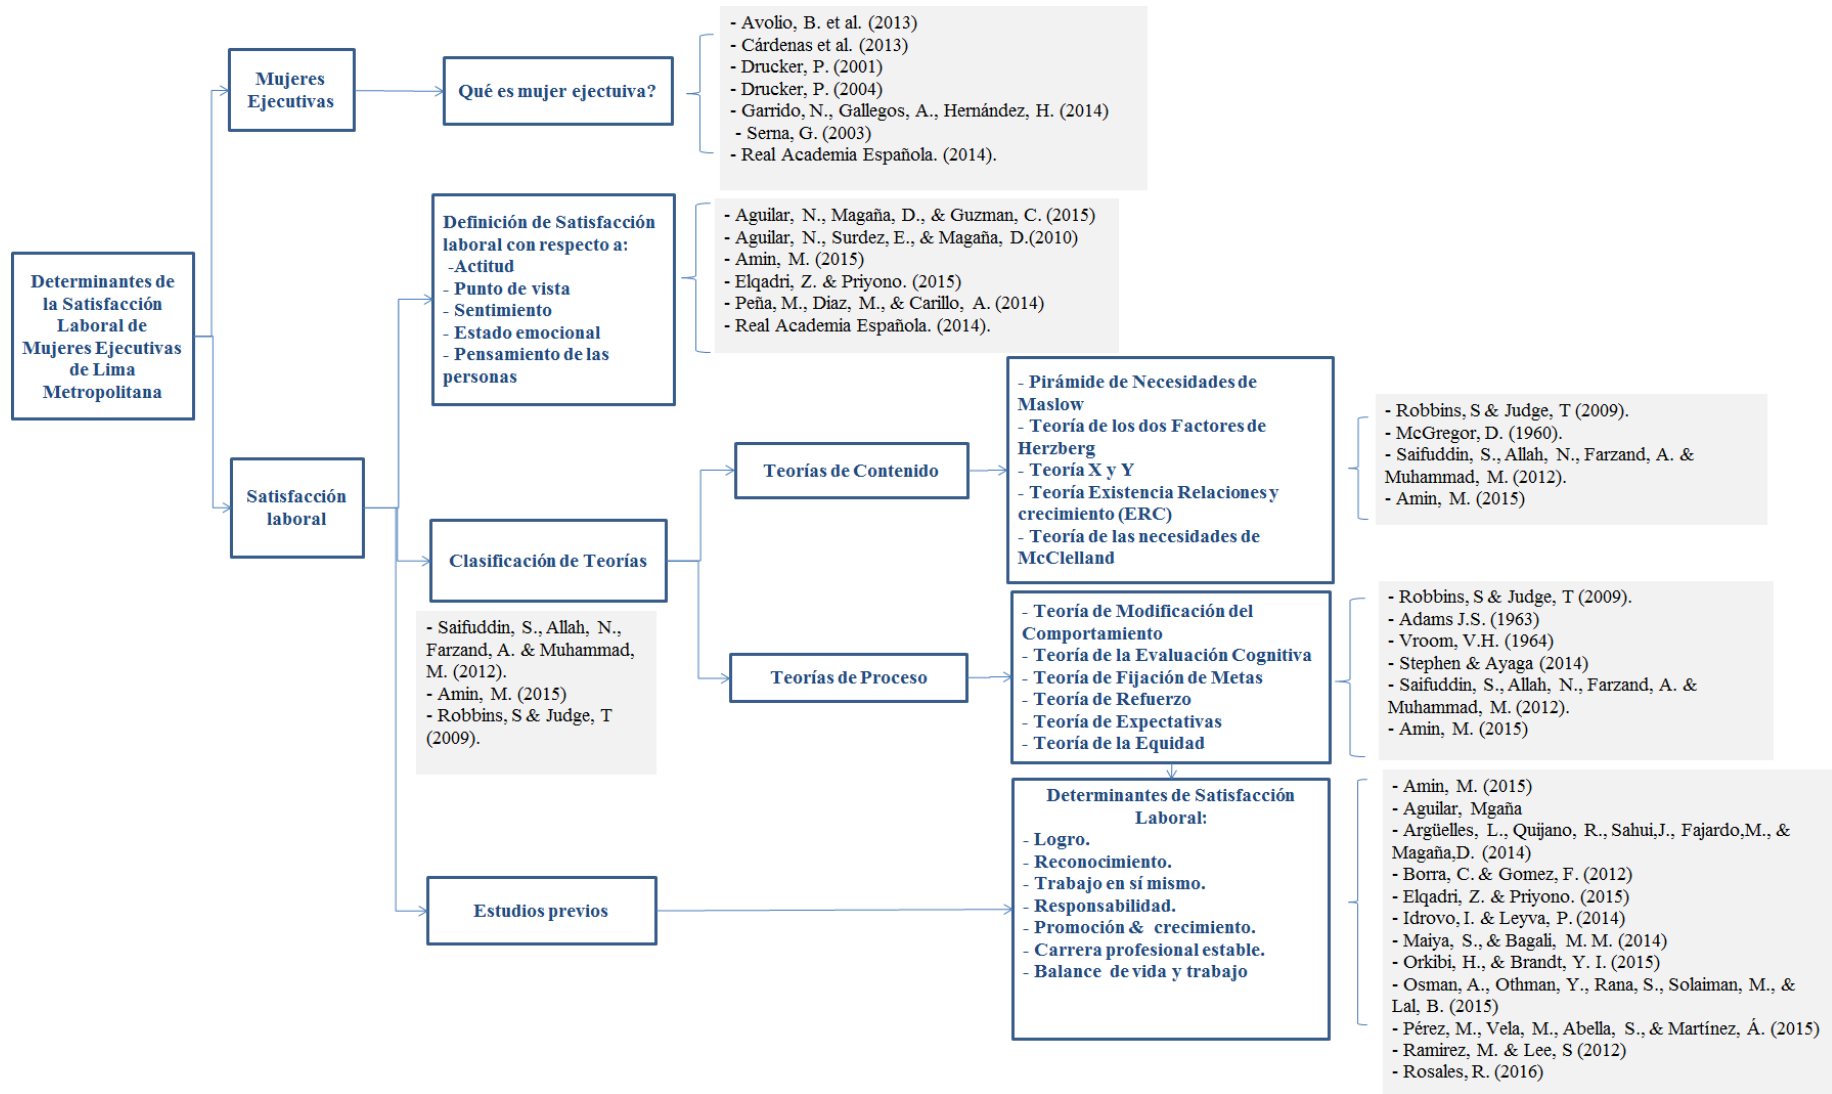 Determinantes de
la Satisfacción
Laboral de
Mujeres Ejecutivas
de Lima
Metropolitana
Mujeres
Ejecutivas
Qué es mujer ejectuiva?
- Avolio, B. et al. (2013)
- Cárdenas et al. (2013)
- Drucker, P. (2001)
- Drucker, P. (2004)
- Garrido, N., Gallegos, A., Hernández, H. (2014)
- Serna, G. (2003)
- Real Academia Española. (2014).
Satisfacción
laboral
Definición de Satisfacción
laboral con respecto a:
-Actitud
- Punto de vista
- Sentimiento
- Estado emocional
- Pensamiento de las
personas
- Aguilar, N., Magaña, D., & Guzman, C. (2015)
- Aguilar, N., Surdez, E., & Magaña, D.(2010)
- Amin, M. (2015)
- Elqadri, Z. & Priyono. (2015)
- Peña, M., Diaz, M., & Carillo, A. (2014)
- Real Academia Española. (2014).
Clasificación de Teorías
- Saifuddin, S., Allah, N.,
Farzand, A. & Muhammad,
M. (2012).
- Amin, M. (2015)
- Robbins, S & Judge, T
(2009).
Teorías de Contenido
- Pirámide de Necesidades de
Maslow
- Teoría de los dos Factores de
Herzberg
- Teoría X y Y
- Teoría Existencia Relaciones y
crecimiento (ERC)
- Teoría de las necesidades de
McClelland
- Robbins, S & Judge, T (2009).
- McGregor, D. (1960).
- Saifuddin, S., Allah, N., Farzand, A. &
Muhammad, M. (2012).
- Amin, M. (2015)
Teorías de Proceso
- Teoría de Modificación del
Comportamiento
- Teoría de la Evaluación Cognitiva
- Teoría de Fijación de Metas
- Teoría de Refuerzo
- Teoría de Expectativas
- Teoría de la Equidad
- Robbins, S & Judge, T (2009).
- Adams J.S. (1963)
- Vroom, V.H. (1964)
- Stephen & Ayaga (2014)
- Saifuddin, S., Allah, N., Farzand, A. &
Muhammad, M. (2012).
- Amin, M. (2015)
Estudios previos
Determinantes de Satisfacción
Laboral:
- Logro.
- Reconocimiento.
- Trabajo en sí mismo.
- Responsabilidad.
- Promoción & crecimiento.
- Carrera profesional estable.
- Balance de vida y trabajo
- Amin, M. (2015)
- Aguilar, Mgaña
- Argüelles, L., Quijano, R., Sahui,J., Fajardo,M., &
Magaña,D. (2014)
- Borra, C. & Gomez, F. (2012)
- Elqadri, Z. & Priyono. (2015)
- Idrovo, I. & Leyva, P. (2014)
- Maiya, S., & Bagali, M. M. (2014)
- Orkibi, H., & Brandt, Y. I. (2015)
- Osman, A., Othman, Y., Rana, S., Solaiman, M., &
Lal, B. (2015)
- Pérez, M., Vela, M., Abella, S., & Martínez, Á. (2015)
- Ramirez, M. & Lee, S (2012)
- Rosales, R. (2016)